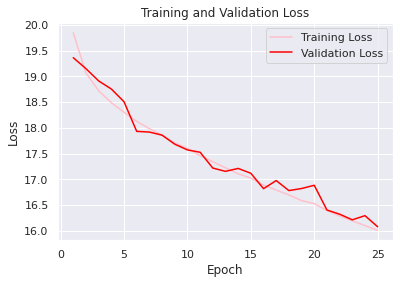 Training and Validation Loss
Training Loss
Validation Loss
20.0
19.5
19.0
18.5
18.0
17.5
17.0
16.5
16.0
Loss
0 5 10 15 20 25
Epoch